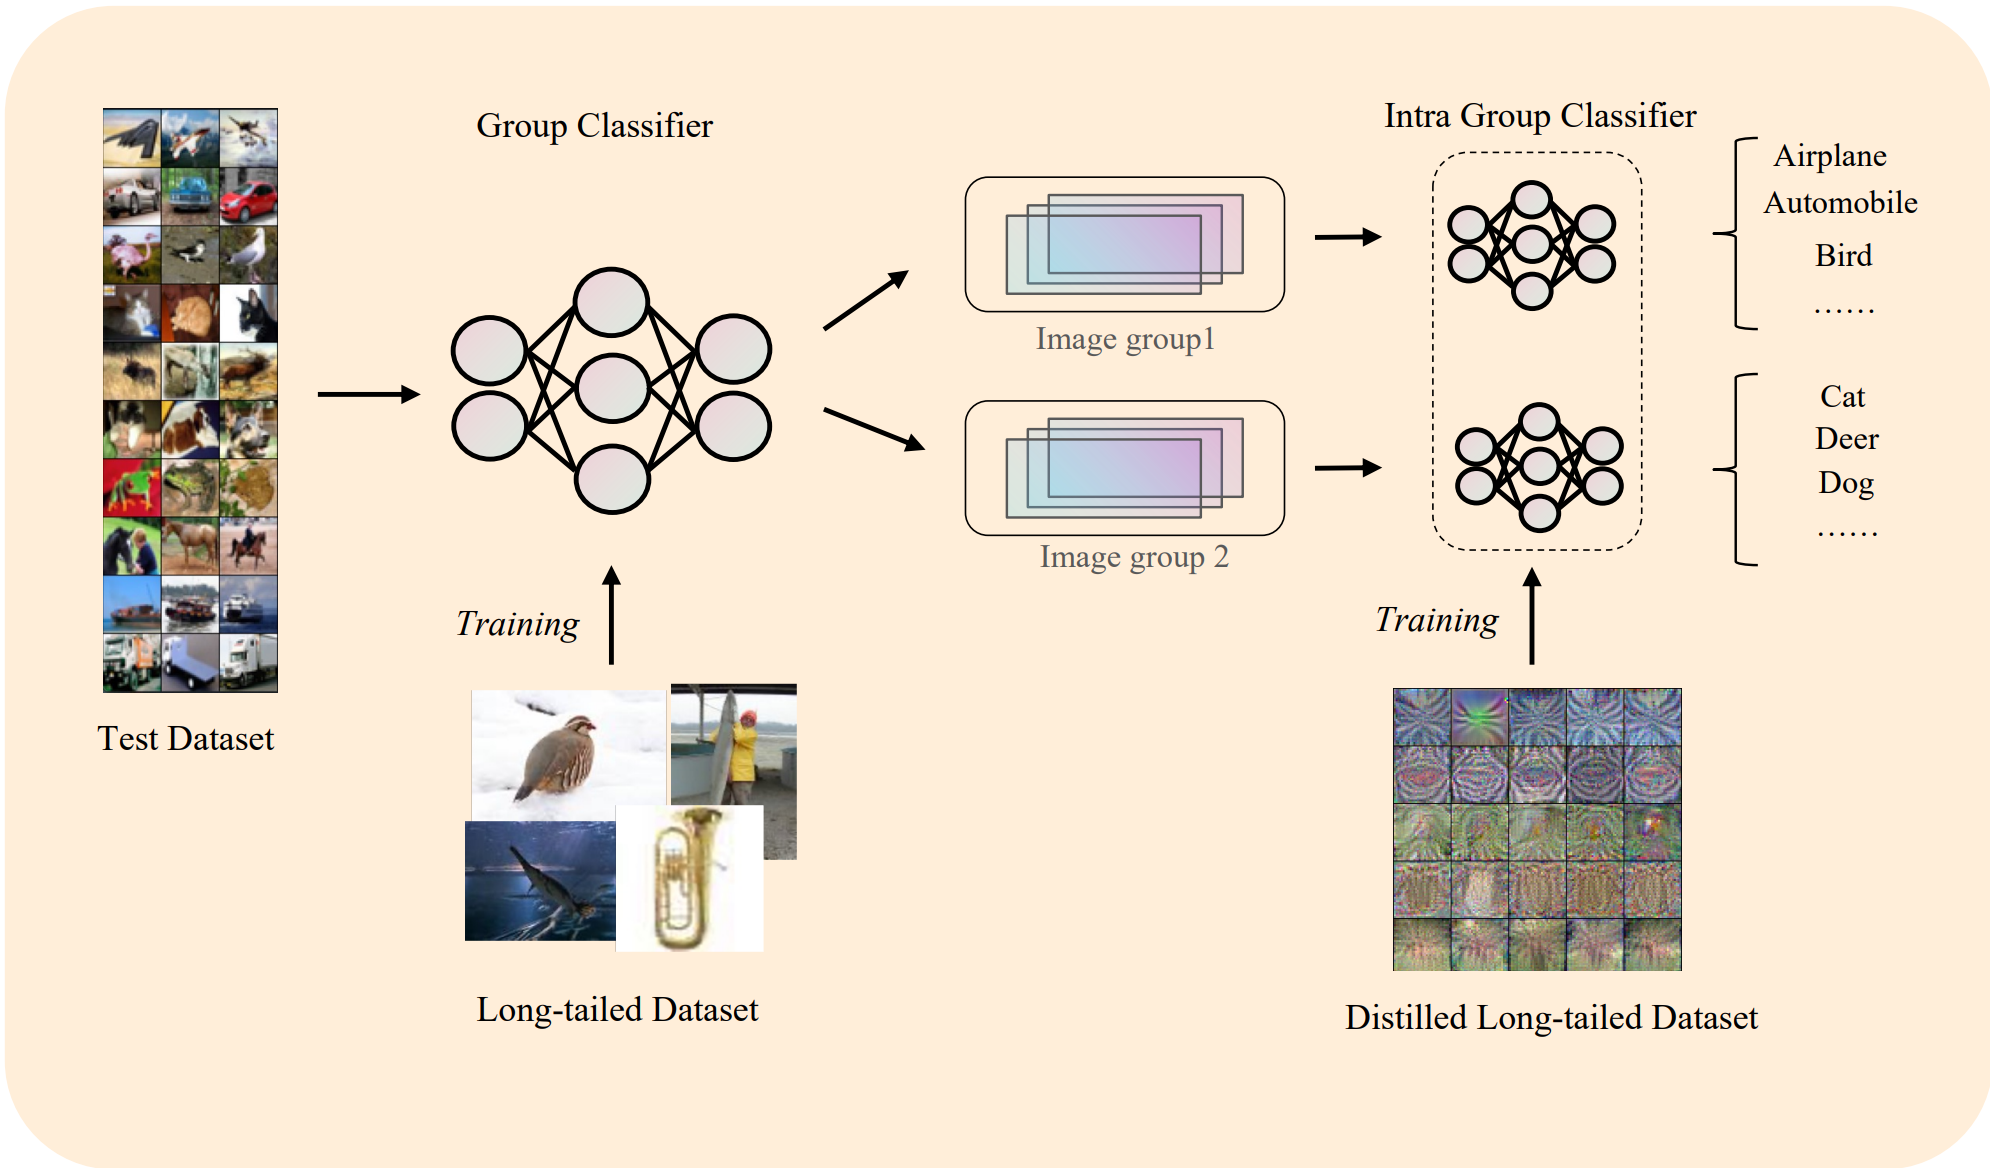 Group Classifier
Intra Group Classifier
Airplane
Automobile
Bird
……
Image group1
Cat
Deer
Dog
……
Image group 2
Training
Training
Test Dataset
Long-tailed Dataset
Distilled Long-tailed Dataset